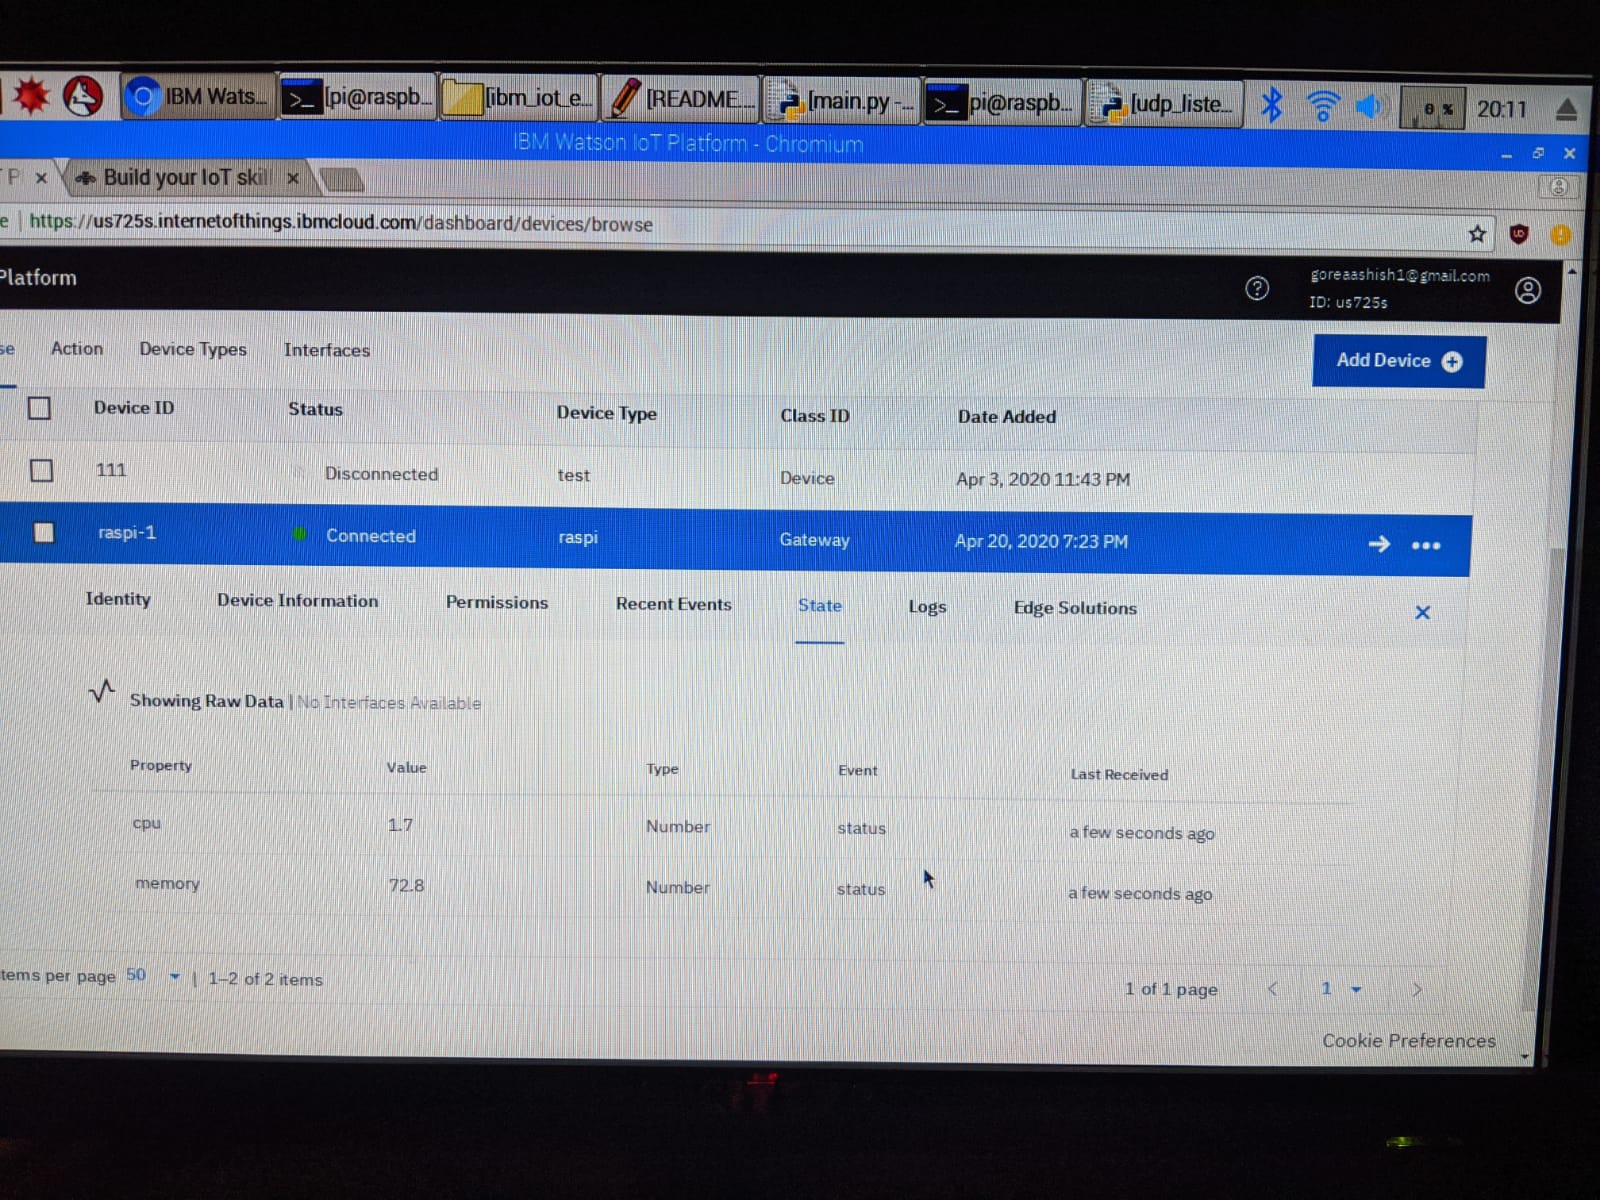 IBM Wats... [pi@raspb... [ibm_iot_e... [README.... [main.py -... pi@raspb... [udp_liste... 0 % 20:11
IBM Watson IoT Platform - Chromium
Build your IoT skil
e | https://us725s.internetofthings.ibmcloud.com/dashboard/devices/browse
Platform
goreaashish1@gmail.com
ID: us725s
se Action Device Types Interfaces Add Device
Device ID Status Device Type Class ID Date Added
111 Disconnected test Device Apr 3, 2020 11:43 PM
raspi-1 Connected raspi Gateway Apr 20, 2020 7:23 PM
Identity Device Information Permissions Recent Events State Logs Edge Solutions
Showing Raw Data | No Interfaces Available
Property Value Type Event Last Received
cpu 1.7 Number status a few seconds ago
memory 72.8 Number status a few seconds ago
tems per page 50 | 1–2 of 2 items 1 of 1 page 1
Cookie Preferences